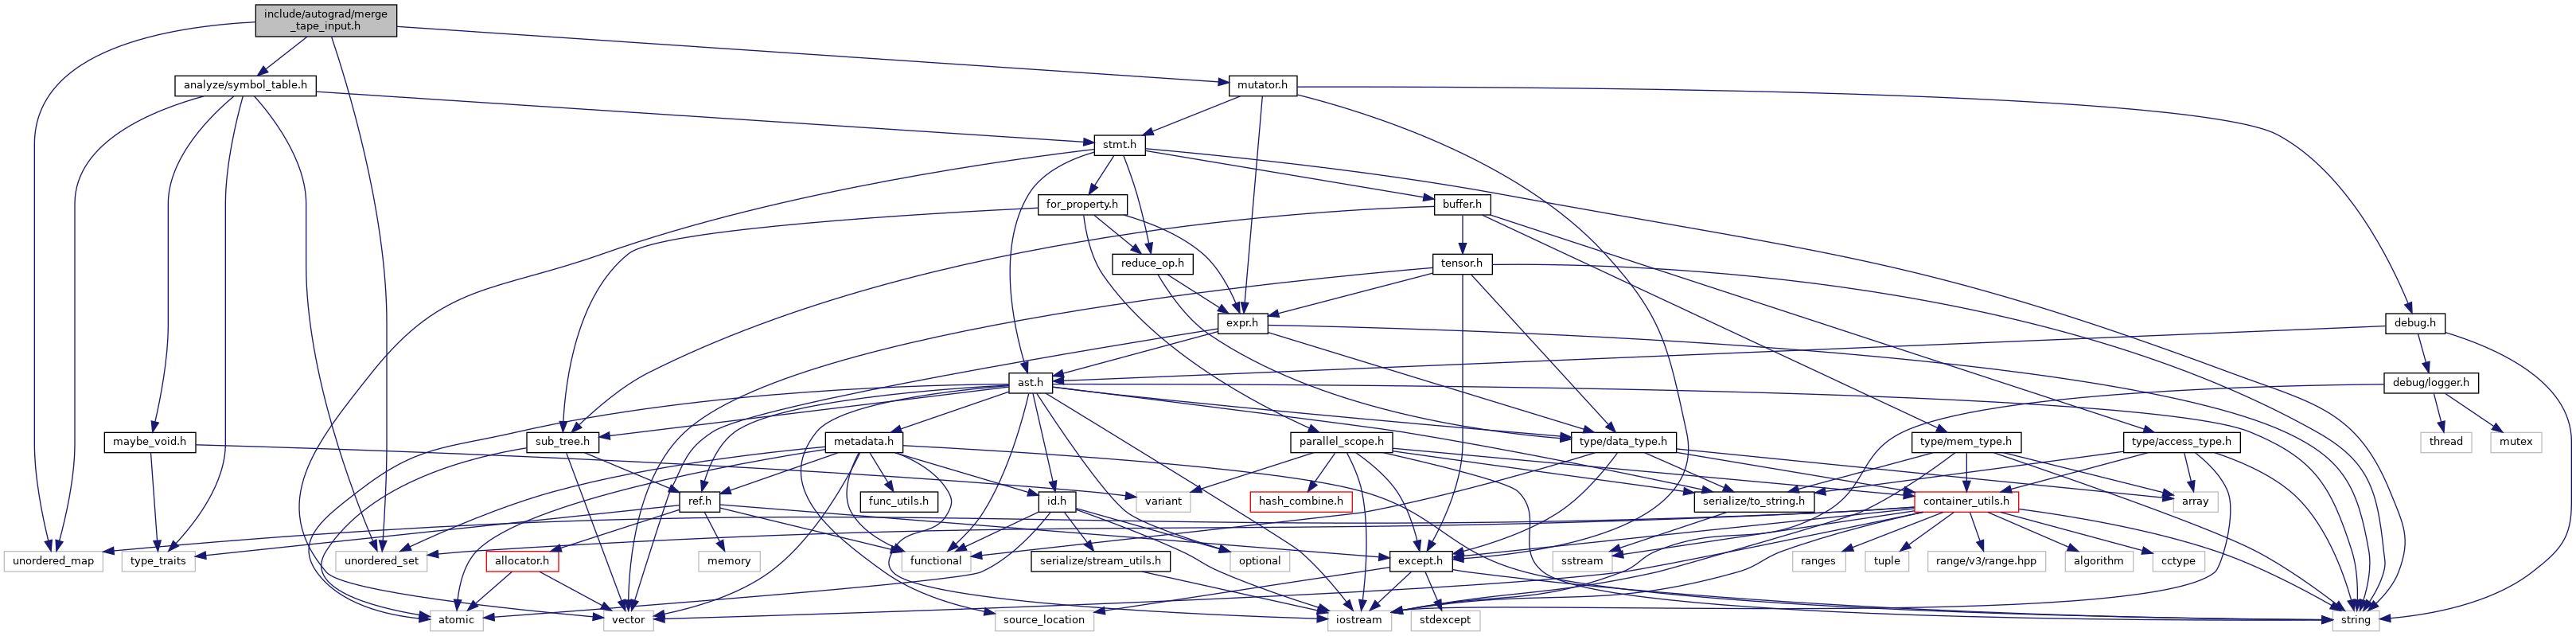 include/autograd/merge
_tape_input.h
analyze/symbol_table.h
mutator.h
stmt.h
for_property.h
buffer.h
reduce_op.h
tensor.h
expr.h
debug.h
ast.h
debug/logger.h
maybe_void.h
sub_tree.h
metadata.h
parallel_scope.h
type/data_type.h
type/mem_type.h
type/access_type.h
thread
mutex
ref.h
func_utils.h
id.h
variant
hash_combine.h
serialize/to_string.h
container_utils.h
array
unordered_map
type_traits
unordered_set
allocator.h
memory
functional
serialize/stream_utils.h
optional
except.h
sstream
ranges
tuple
range/v3/range.hpp
algorithm
cctype
atomic
vector
source_location
iostream
stdexcept
string